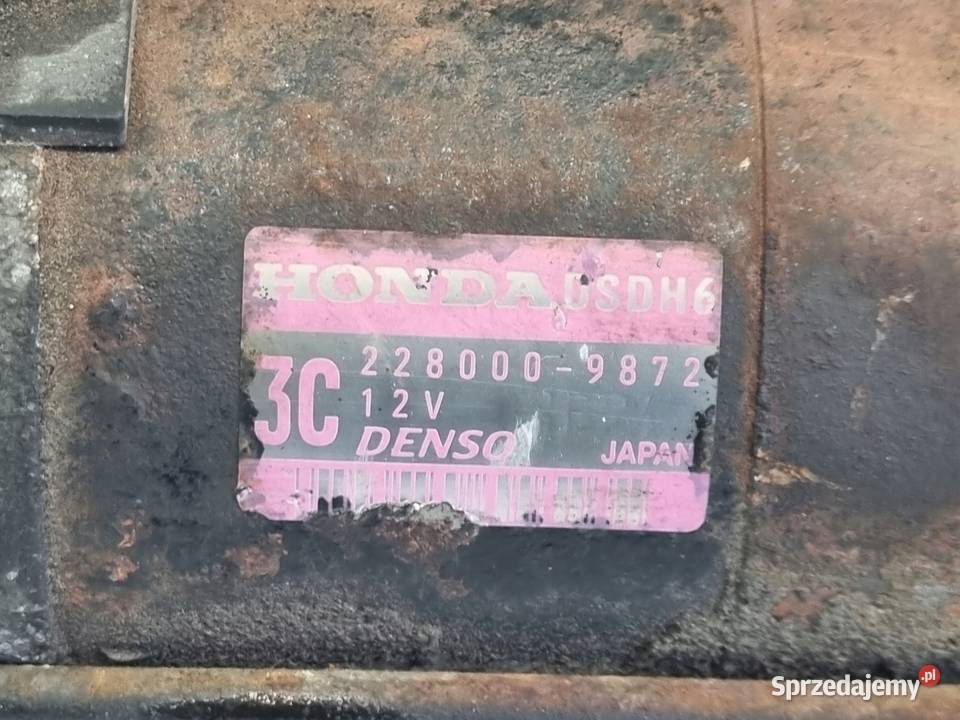 HONDA DSDH6
3C
228000-9872
12V
DENSO JAPAN
Sprzedajemy.pl